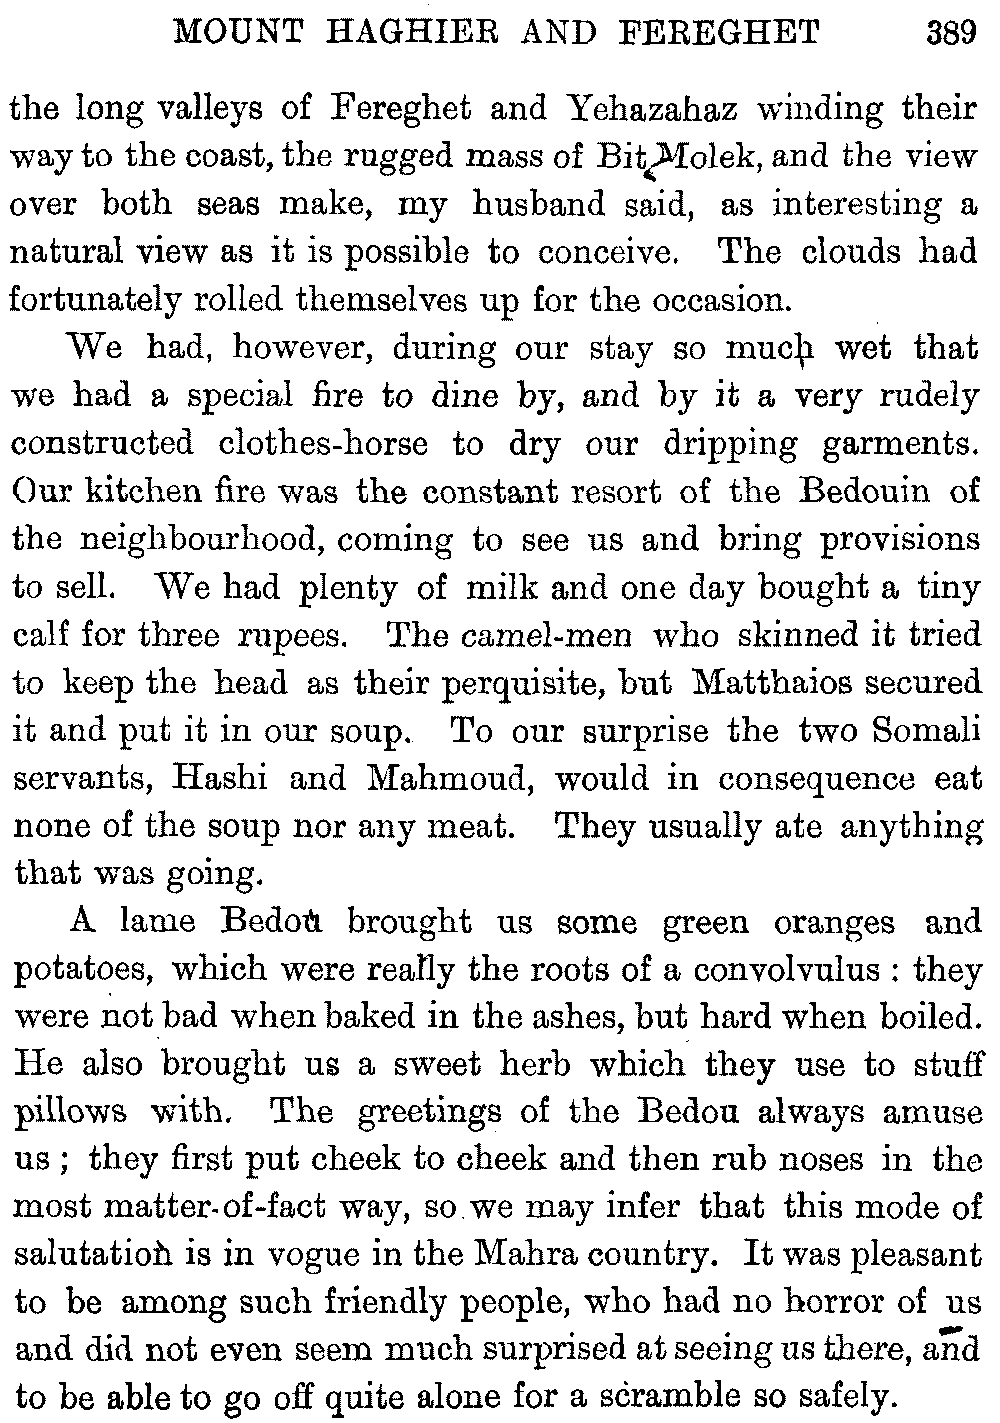 MOUNT HAGHIER AND FEREGHET 389
the long valleys of Fereghet and Yehazahaz winding their
way to the coast, the rugged mass of Bit Molek, and the view
over both seas make, my husband said, as interesting a
natural view as it is possible to conceive. The clouds had
fortunately rolled themselves up for the occasion.
We had, however, during our stay so much wet that
we had a special fire to dine by, and by it a very rudely
constructed clothes-horse to dry our dripping garments.
Our kitchen fire was the constant resort of the Bedouin of
the neighbourhood, coming to see us and bring provisions
to sell. We had plenty of milk and one day bought a tiny
calf for three rupees. The camel-men who skinned it tried
to keep the head as their perquisite, but Matthaios secured
it and put it in our soup. To our surprise the two Somali
servants, Hashi and Mahmoud, would in consequence eat
none of the soup nor any meat. They usually ate anything
that was going.
A lame Bedou brought us some green oranges and
potatoes, which were really the roots of a convolvulus : they
were not bad when baked in the ashes, but hard when boiled.
He also brought us a sweet herb which they use to stuff
pillows with. The greetings of the Bedou always amuse
us ; they first put cheek to cheek and then rub noses in the
most matter-of-fact way, so we may infer that this mode of
salutation is in vogue in the Mahra country. It was pleasant
to be among such friendly people, who had no horror of us
and did not even seem much surprised at seeing us there, and
to be able to go off quite alone for a scramble so safely.